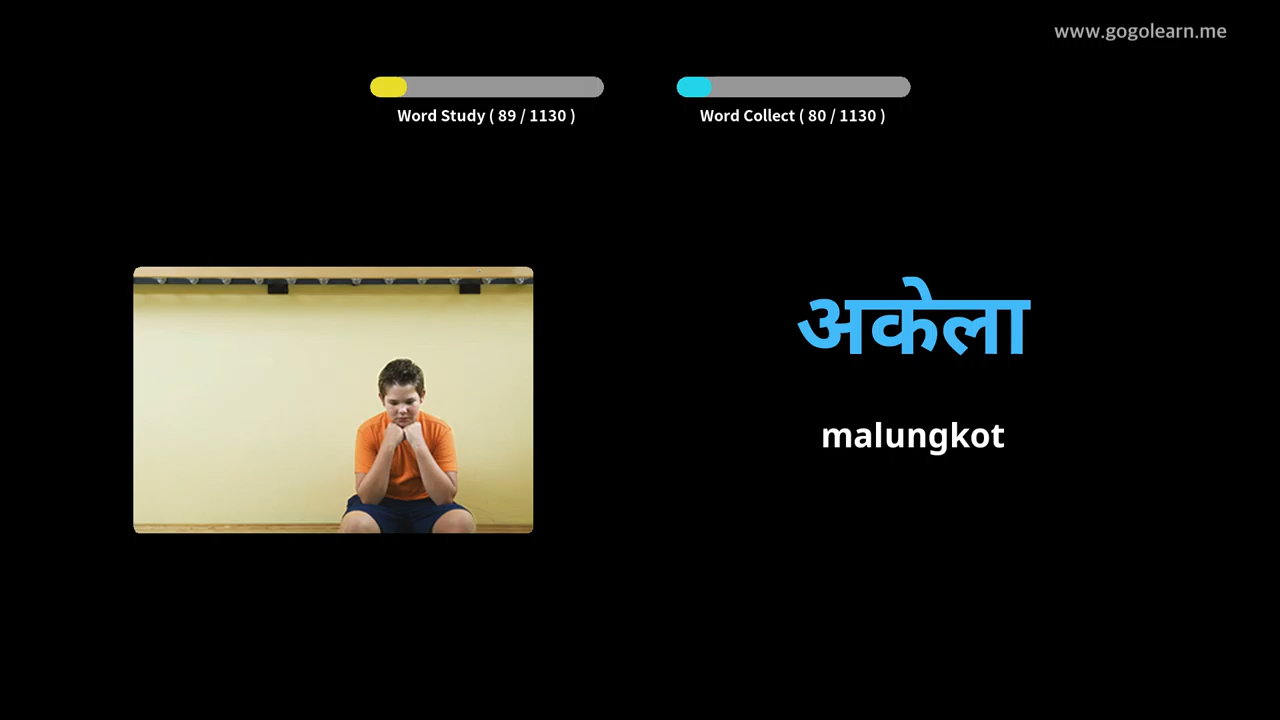 www.gogolearn.me
Word Study ( 89 / 1130 )
Word Collect ( 80 / 1130 )
अकेला
malungkot